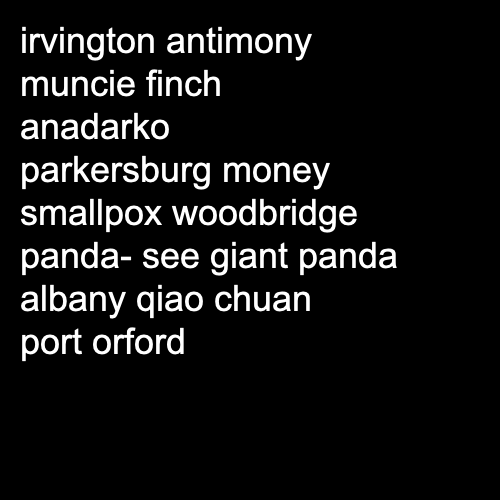 irvington antimony
muncie finch
anadarko
parkersburg money
smallpox woodbridge
panda- see giant panda
albany qiao chuan
port orford